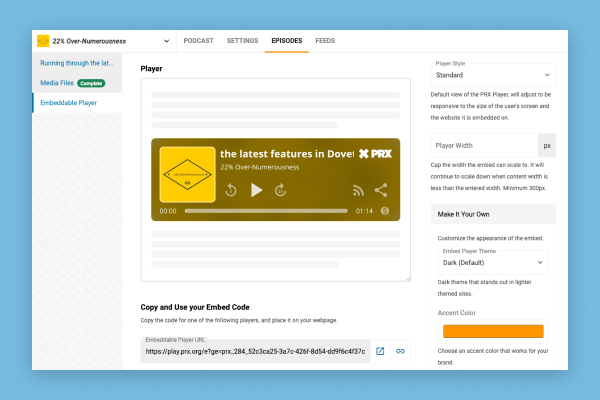 22% Over-Numerousness
PODCAST
SETTINGS
EPISODES
FEEDS
Running through the lat...
Media Files
Complete
Embeddable Player
Player
the latest features in Dovet
PRX
22% Over-Numerousness
00:00
01:14
Copy and Use your Embed Code
Copy the code for one of the following players, and place it on your webpage.
Embeddable Player URL
https://play.prx.org/e?ge=prx_284_52c3ca25-3a7c-426f-8d54-dd9f6c4f37c
Player Style
Standard
Default view of the PRX Player, will adjust to be
responsive to the size of the user's screen and
the website it is embedded on.
Player Width
px
Cap the width the embed can scale to. It will
continue to scale down when content width is
less than the entered width. Minimum 300px.
Make It Your Own
Customize the appearance of the embed.
Embed Player Theme
Dark (Default)
Dark theme that stands out in lighter
themed sites.
Accent Color
Choose an accent color that works for your
brand.